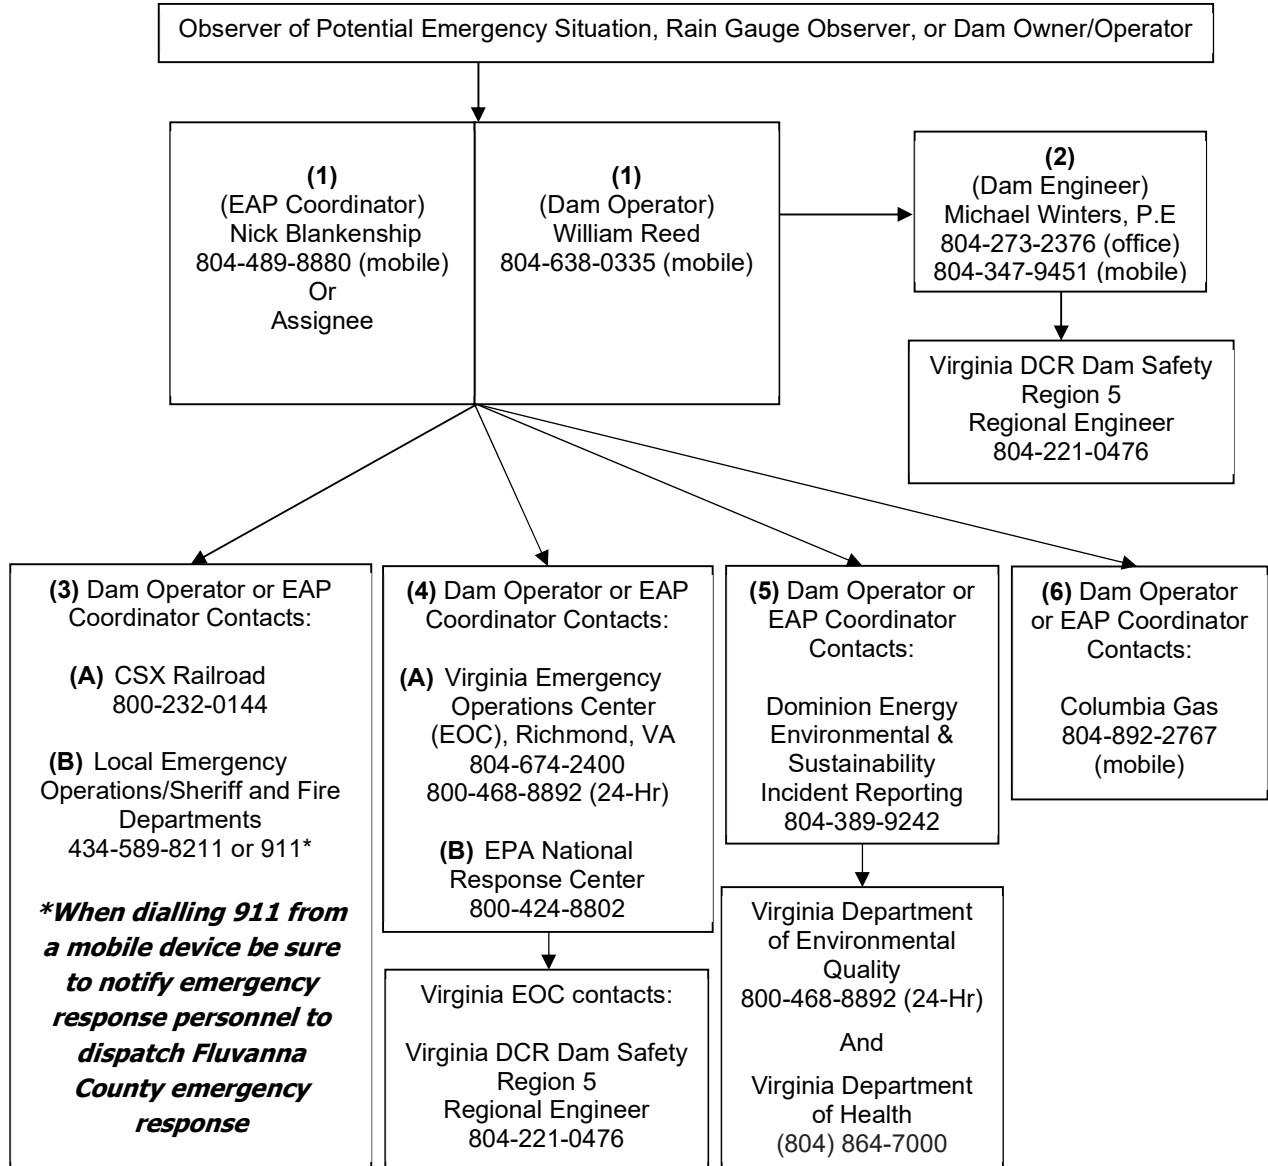 Observer of Potential Emergency Situation, Rain Gauge Observer, or Dam Owner/Operator
(1)
(EAP Coordinator)
Nick Blankenship
804-489-8880 (mobile)
Or
Assignee
(1)
(Dam Operator)
William Reed
804-638-0335 (mobile)
(2)
(Dam Engineer)
Michael Winters, P.E
804-273-2376 (office)
804-347-9451 (mobile)
Virginia DCR Dam Safety
Region 5
Regional Engineer
804-221-0476
(3) Dam Operator or EAP
Coordinator Contacts:
(A) CSX Railroad
800-232-0144
(B) Local Emergency
Operations/Sheriff and Fire
Departments
434-589-8211 or 911*
*When dialling 911 from
a mobile device be sure
to notify emergency
response personnel to
dispatch Fluvanna
County emergency
response
(4) Dam Operator or EAP
Coordinator Contacts:
(A) Virginia Emergency
Operations Center
(EOC), Richmond, VA
804-674-2400
800-468-8892 (24-Hr)
(B) EPA National
Response Center
800-424-8802
Virginia EOC contacts:
Virginia DCR Dam Safety
Region 5
Regional Engineer
804-221-0476
(5) Dam Operator or
EAP Coordinator
Contacts:
Dominion Energy
Environmental &
Sustainability
Incident Reporting
804-389-9242
Virginia Department
of Environmental
Quality
800-468-8892 (24-Hr)
And
Virginia Department
of Health
(804) 864-7000
(6) Dam Operator
or EAP Coordinator
Contacts:
Columbia Gas
804-892-2767
(mobile)